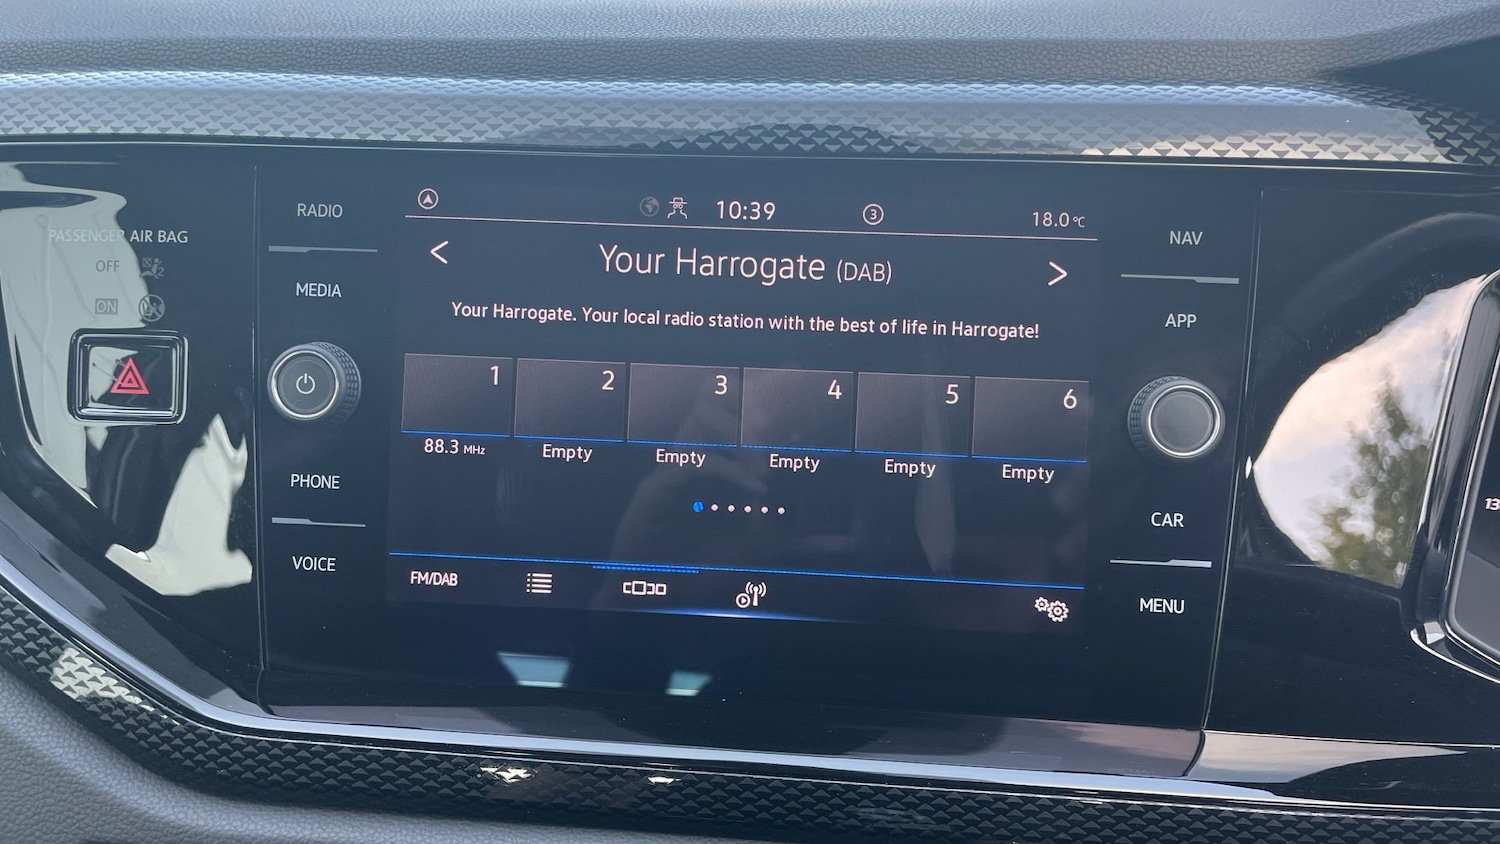 PASSENGER AIR BAG
OFF
ON
RADIO
MEDIA
PHONE
VOICE
10:39
3
18.0°C
< Your Harrogate (DAB) >
Your Harrogate. Your local radio station with the best of life in Harrogate!
1 2 3 4 5 6
88.3 MHz Empty Empty Empty Empty Empty
FM/DAB
NAV
APP
CAR
MENU